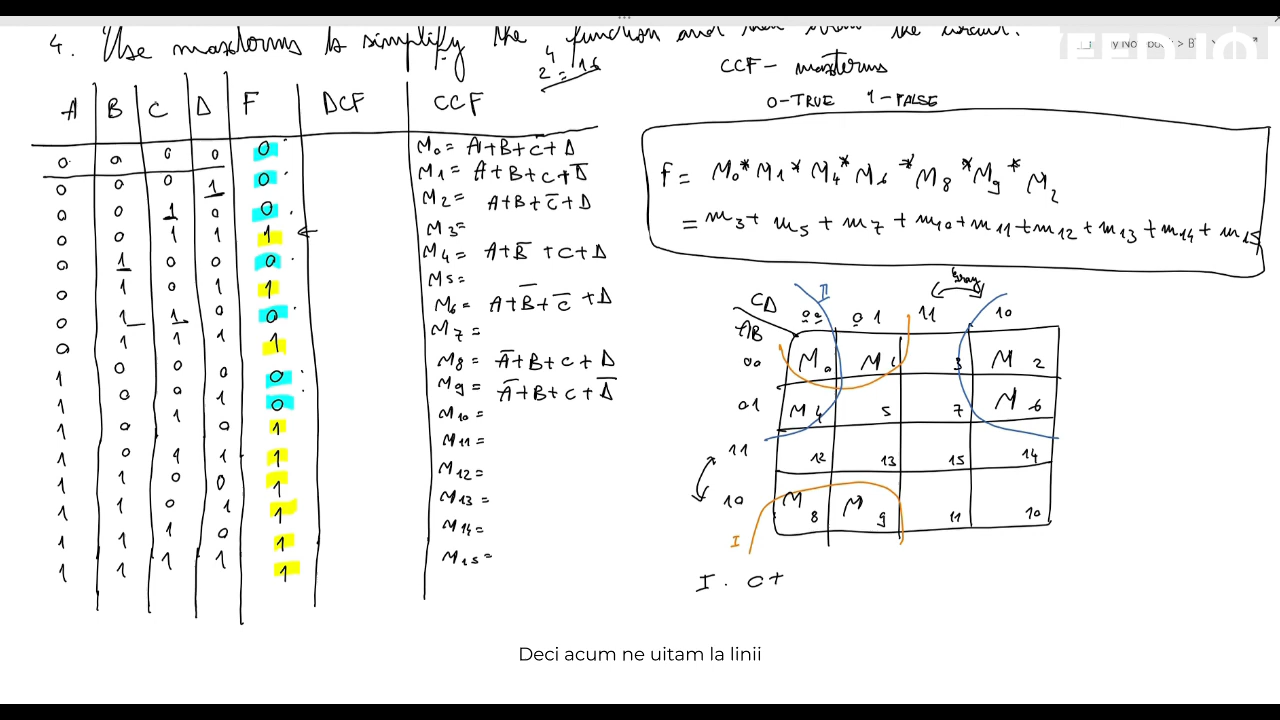 4. Use maxterms to simplify the function and then draw the circuit.
2⁴=16
CCF - maxterms
0-TRUE 1-FALSE
A B C D F DCF CCF
0 0 0 0 0 M0= A+B+C+D
0 0 0 1 0 M1= A+B+C+D̅
0 0 1 0 0 M2= A+B+C̅+D
0 0 1 1 1 M3=
0 1 0 0 0 M4= A+B̅+C+D
0 1 0 1 1 M5=
0 1 1 0 0 M6= A+B̅+C̅+D
0 1 1 1 1 M7=
1 0 0 0 0 M8= A̅+B+C+D
1 0 0 1 0 M9= A̅+B+C+D̅
1 0 1 0 1 M10=
1 0 1 1 1 M11=
1 1 0 0 1 M12=
1 1 0 1 1 M13=
1 1 1 0 1 M14=
1 1 1 1 1 M15=
F= M0*M1*M4*M6*M8*M9*M2
=m3+m5+m7+m10+m11+m12+m13+m14+m15
Gray
II
CD 00 01 11 10
AB
00 M0 M1 3 M2
01 M4 5 7 M6
11 12 13 15 14
10 M8 M9 11 10
I
I. C+
Deci acum ne uitam la linii